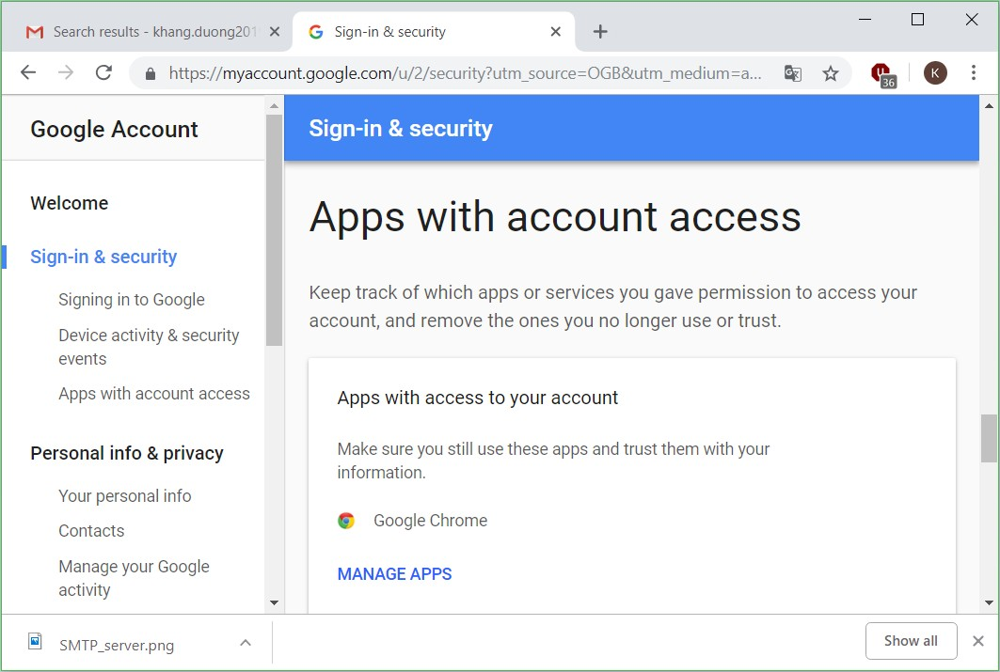 Search results - khang.duong201
Sign-in & security
https://myaccount.google.com/u/2/security?utm_source=OGB&utm_medium=a...
36
K
Google Account
Welcome
Sign-in & security
Signing in to Google
Device activity & security
events
Apps with account access
Personal info & privacy
Your personal info
Contacts
Manage your Google
activity
Sign-in & security
Apps with account access
Keep track of which apps or services you gave permission to access your
account, and remove the ones you no longer use or trust.
Apps with access to your account
Make sure you still use these apps and trust them with your
information.
Google Chrome
MANAGE APPS
SMTP_server.png
Show all